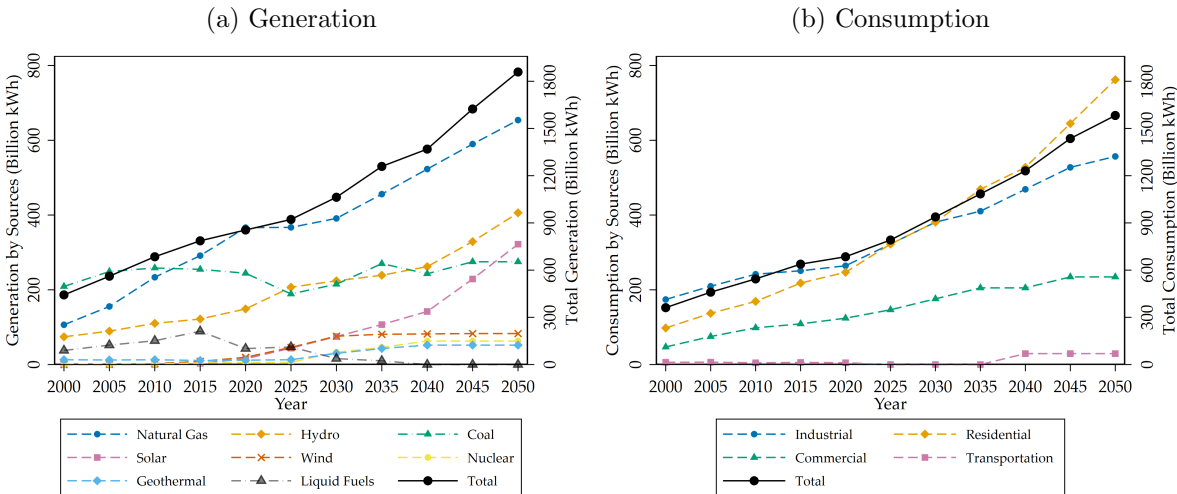 (a) Generation
Generation by Sources (Billion kWh)
800
600
400
200
0
1800
1500
1200
900
600
300
0
Total Generation (Billion kWh)
2000 2005 2010 2015 2020 2025 2030 2035 2040 2045 2050
Year
Natural Gas Hydro Coal
Solar Wind Nuclear
Geothermal Liquid Fuels Total
(b) Consumption
Consumption by Sources (Billion kWh)
800
600
400
200
0
1800
1500
1200
900
600
300
0
Total Consumption (Billion kWh)
2000 2005 2010 2015 2020 2025 2030 2035 2040 2045 2050
Year
Industrial Residential
Commercial Transportation
Total